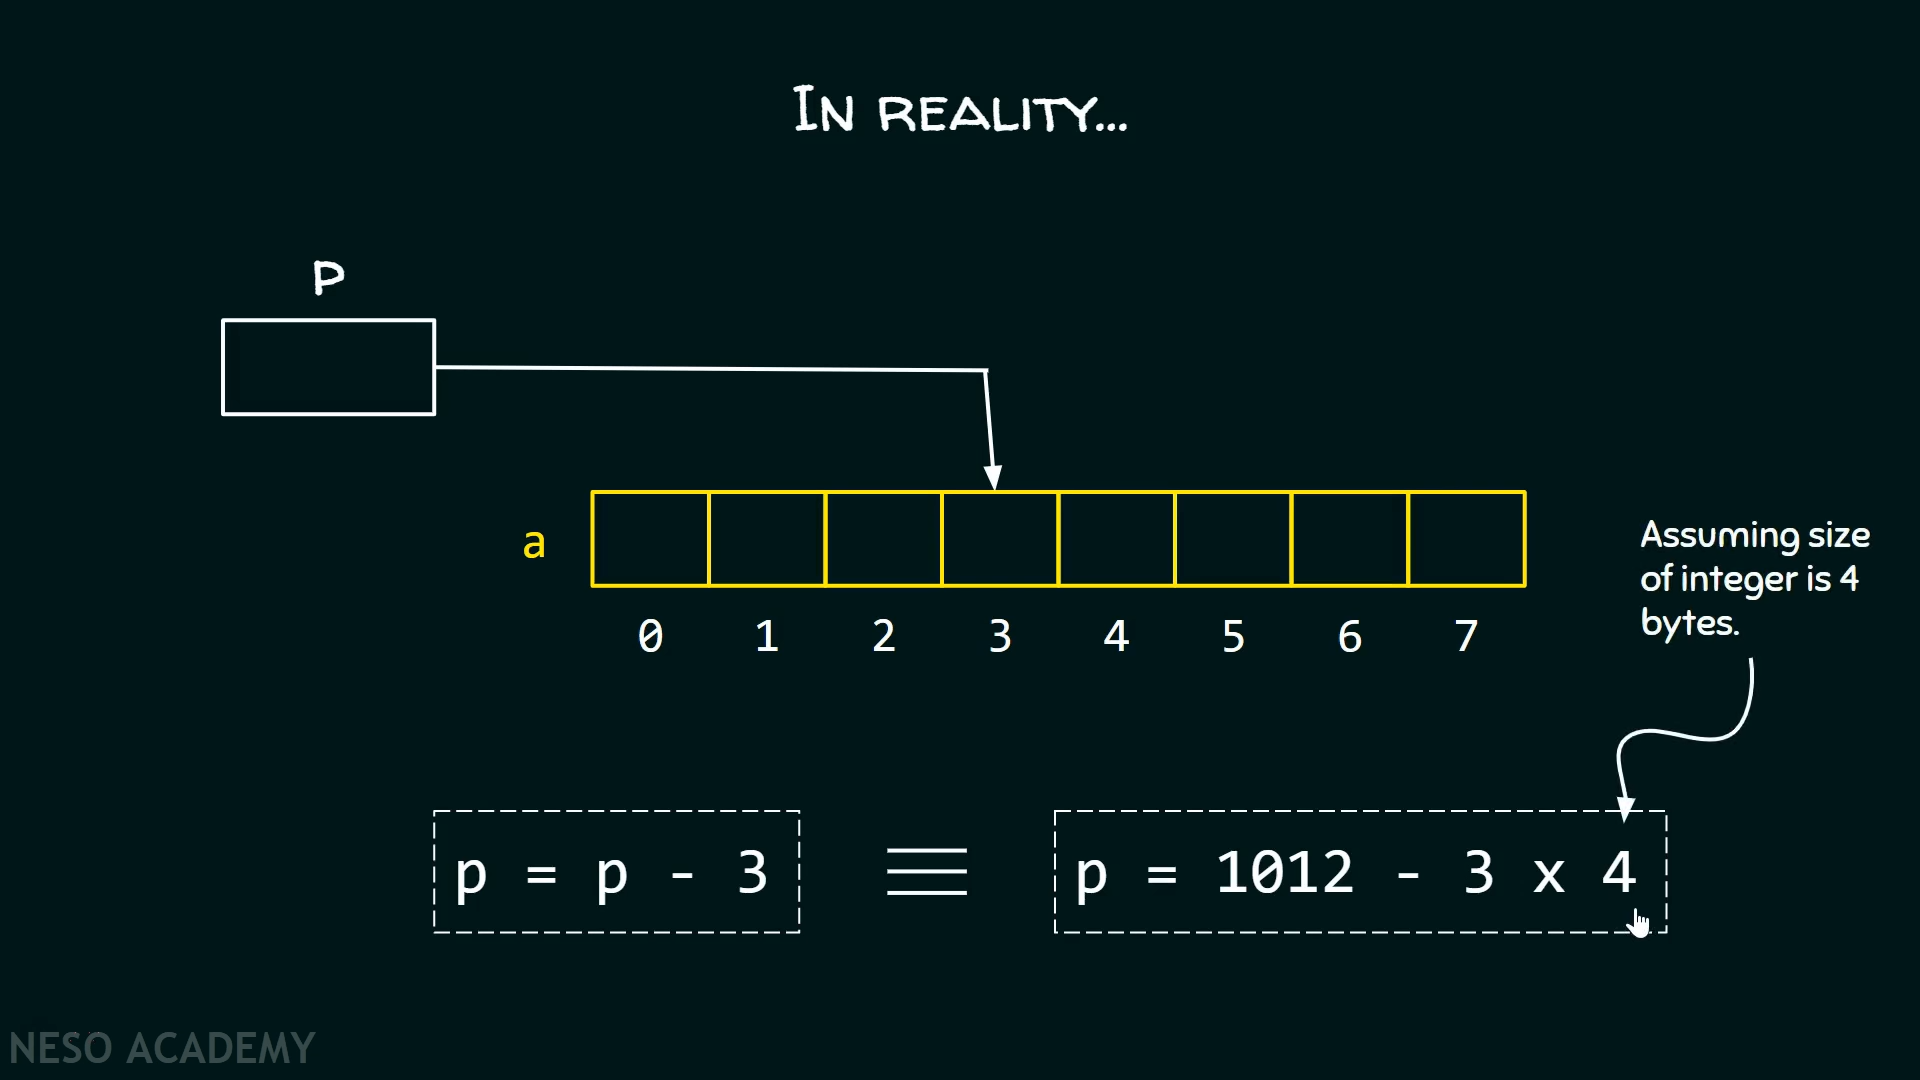 In reality...
p
a
0 1 2 3 4 5 6 7
Assuming size
of integer is 4
bytes.
p = p - 3 ≡ p = 1012 - 3 x 4
NESO ACADEMY